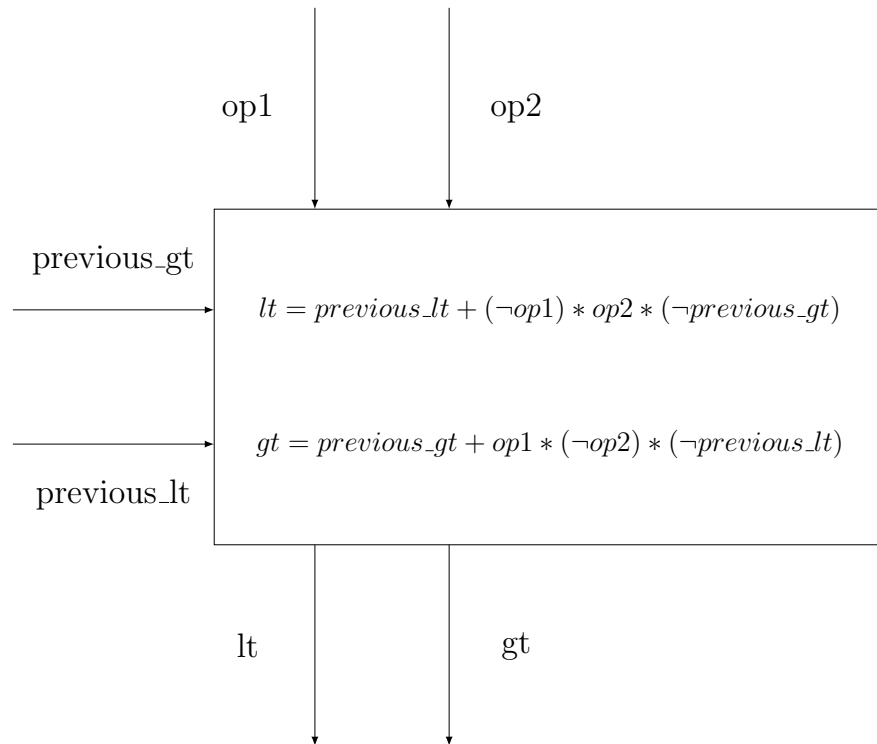 op1 op2
previous_gt
lt = previous_lt + (¬op1) ∗ op2 ∗ (¬previous_gt)
gt = previous_gt + op1 ∗ (¬op2) ∗ (¬previous_lt)
previous_lt
lt gt